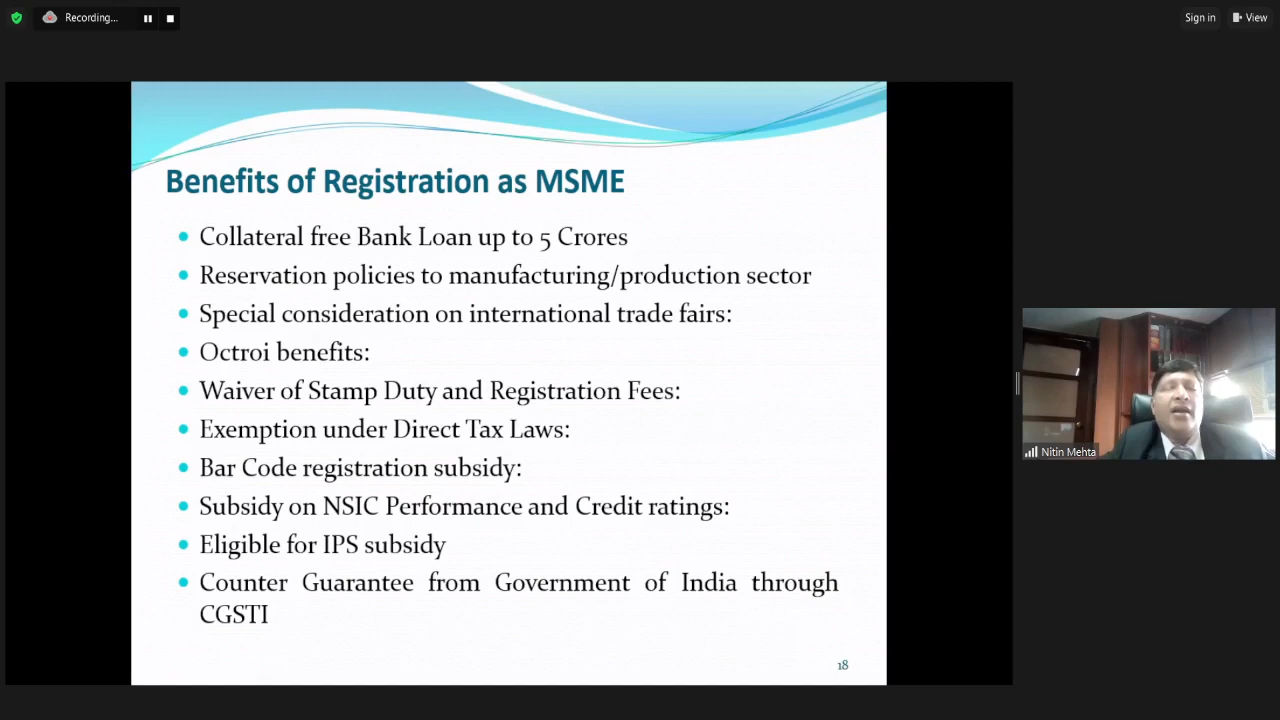 Recording...
Sign in
View
Benefits of Registration as MSME
Collateral free Bank Loan up to 5 Crores
Reservation policies to manufacturing/production sector
Special consideration on international trade fairs:
Octroi benefits:
Waiver of Stamp Duty and Registration Fees:
Exemption under Direct Tax Laws:
Bar Code registration subsidy:
Subsidy on NSIC Performance and Credit ratings:
Eligible for IPS subsidy
Counter Guarantee from Government of India through
CGSTI
18
Nitin Mehta